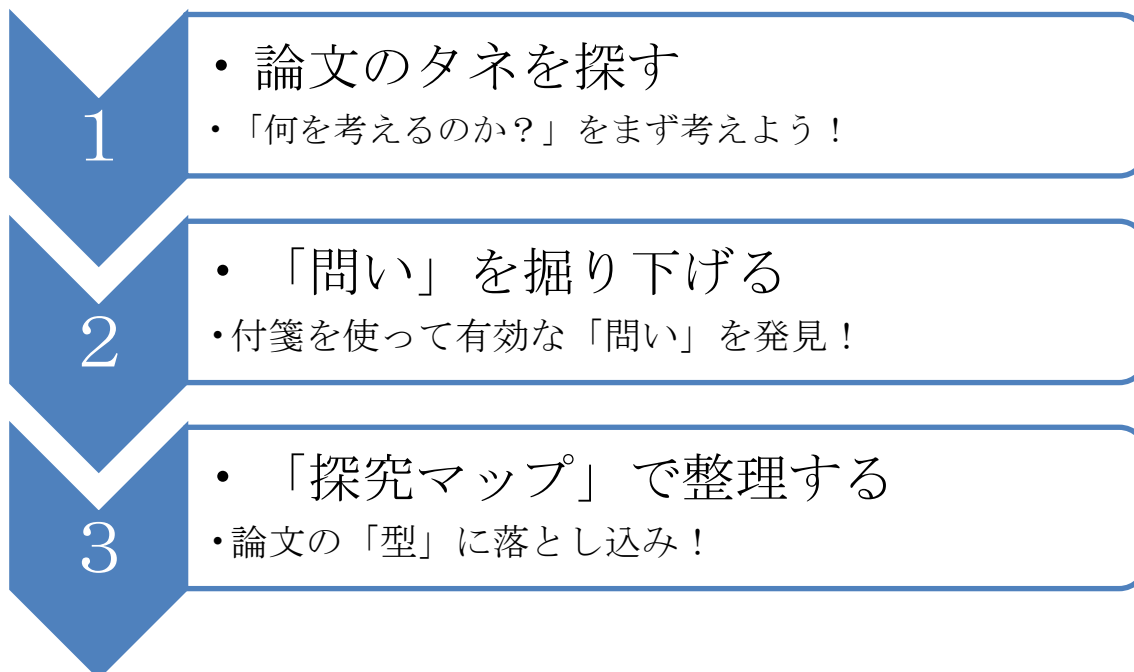 1
・論文のタネを探す
・「何を考えるのか？」をまず考えよう！
2
・「問い」を掘り下げる
・付箋を使って有効な「問い」を発見！
3
・「探究マップ」で整理する
・論文の「型」に落とし込み！